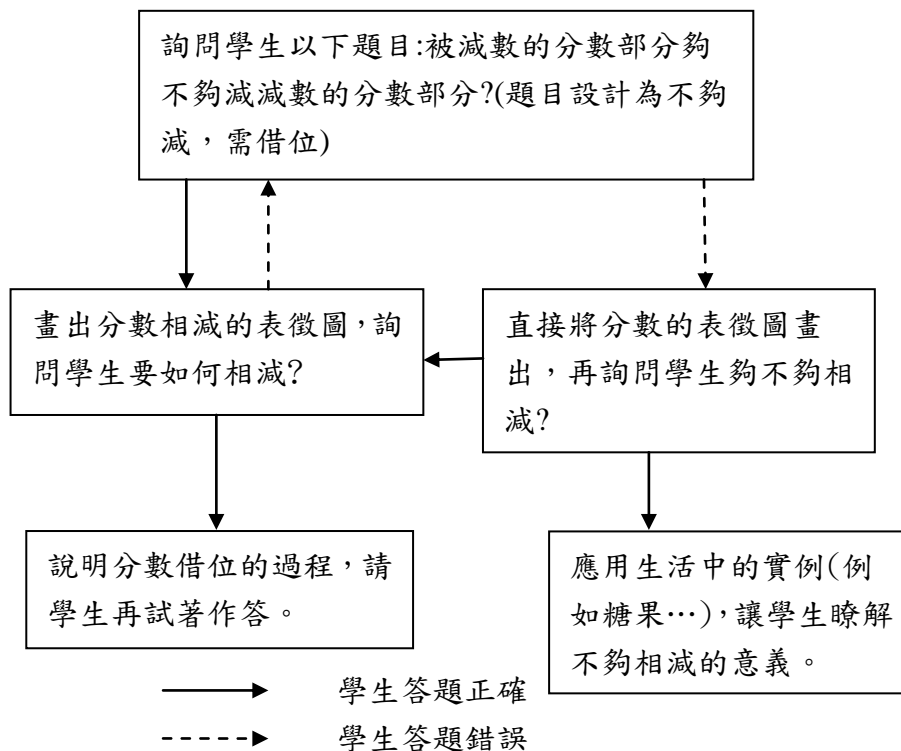 詢問學生以下題目:被減數的分數部分夠
不夠減減數的分數部分?(題目設計為不夠
減，需借位)
畫出分數相減的表徵圖，詢
問學生要如何相減?
直接將分數的表徵圖畫
出，再詢問學生夠不夠相
減?
說明分數借位的過程，請
學生再試著作答。
應用生活中的實例(例
如糖果…)，讓學生瞭解
不夠相減的意義。
學生答題正確
學生答題錯誤